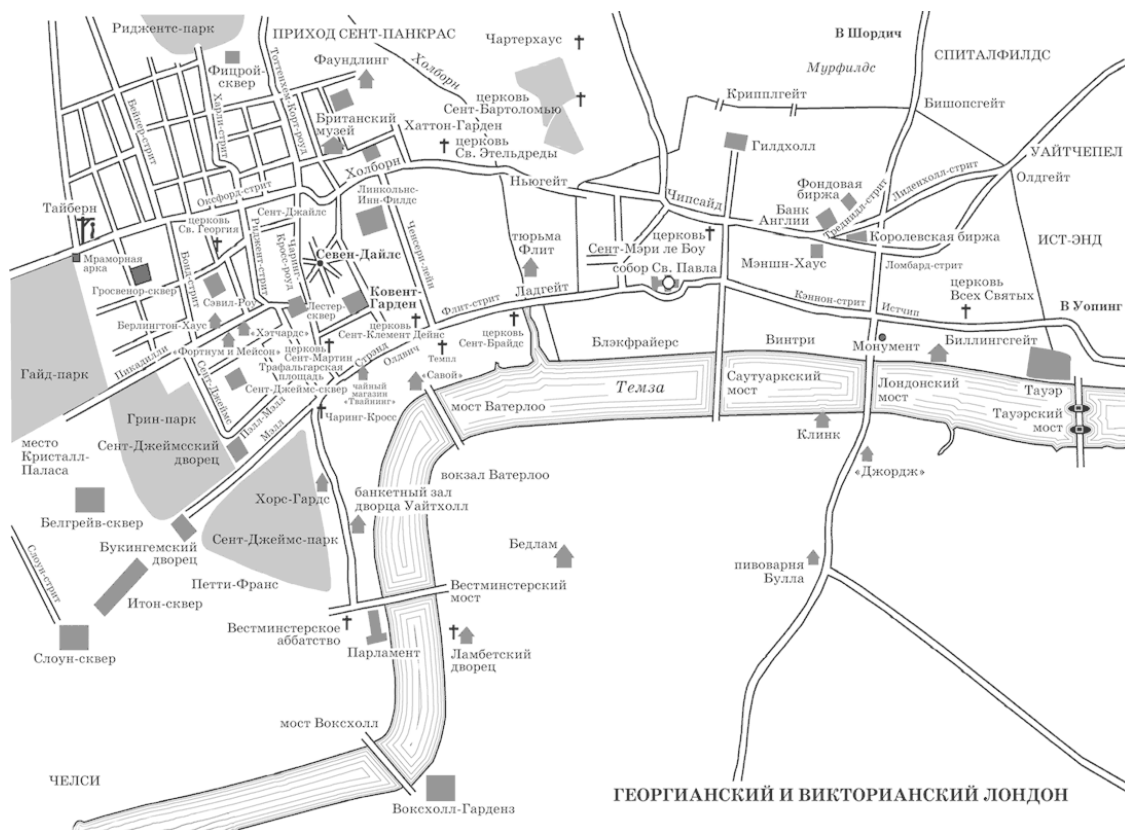 Риджентс-парк
ПРИХОД СЕНТ-ПАНКРАС
Чартерхаус
В Шордич
СПИТАЛФИЛДС
Фицрой-
сквер
Тоттенхем-Корт-роуд
Фаундлинг
Холборн
Мурфилдс
Бейкер-стрит
Харли-стрит
Британский
музей
Хаттон-Гарден
церковь
Сент-Бартоломью
Крипплгейт
Бишопсгейт
церковь
Св. Этельдреды
Гилдхолл
УАЙТЧЕПЕЛ
Олдгейт
Холборн
Ньюгейт
Чипсайд
Фондовая
биржа
Лиденхолл-стрит
Оксфорд-стрит
Линкольнс-
Инн-Филдс
Банк
Англии
Треднидл-стрит
Тайберн
церковь
Св. Георгия
Сент-Джайлс
Чаринг-
Кросс-роуд
Ченсери-лейн
тюрьма
Флит
церковь
Сент-Мэри ле Боу
Королевская биржа
ИСТ-ЭНД
Мраморная
арка
Бонд-стрит
Риджент-стрит
Севен-Дайлс
собор Св. Павла
Мэншн-Хаус
Ломбард-стрит
Гросвенор-сквер
Сэвил-Роу
Лестер-
сквер
Ковент-
Гарден
Флит-стрит
Ладгейт
Кэннон-стрит
Истчип
церковь
Всех Святых
В Уопинг
Берлингтон-Хаус
«Хэтчардс»
церковь
Сент-Клемент Дейнс
церковь
Сент-Брайдс
Блэкфрайерс
Винтри
Монумент
Биллингсгейт
Пикадилли
«Фортнум и Мейсон»
церковь
Сент-Мартин
Стрэнд
Олдвич
Темпл
Гайд-парк
Сент-Джеймс
Трафальгарская
площадь
Сент-Джеймс-сквер
чайный
магазин
«Твайнинг»
«Савой»
Темза
Саутуаркский
мост
Лондонский
мост
Тауэр
Грин-парк
Пэлл-Мэлл
Мэлл
Чаринг-Кросс
мост Ватерлоо
Тауэрский
мост
место
Кристалл-
Паласа
Сент-Джеймсский
дворец
Клинк
вокзал Ватерлоо
«Джордж»
Белгрейв-сквер
Хорс-Гардс
банкетный зал
дворца Уайтхолл
Букингемский
дворец
Сент-Джеймс-парк
Бедлам
Слоун-стрит
Итон-сквер
Петти-Франс
Вестминстерский
мост
пивоварня
Булла
Слоун-сквер
Вестминстерское
аббатство
Парламент
Ламбетский
дворец
мост Воксхолл
ЧЕЛСИ
Воксхолл-Гарденз
ГЕОРГИАНСКИЙ И ВИКТОРИАНСКИЙ ЛОНДОН